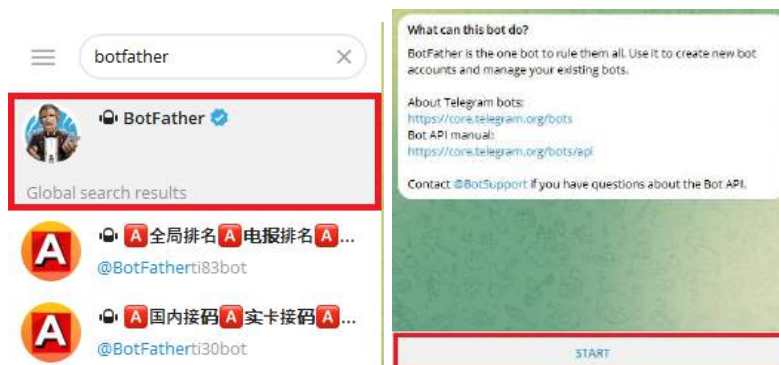 botfather
BotFather
Global search results
A 全局排名 A 电报排名 A ...
@BotFatherti83bot
A 国内接码 A 实卡接码 A ...
@BotFatherti30bot
What can this bot do?
BotFather is the one bot to rule them all. Use it to create new bot
accounts and manage your existing bots.
About Telegram bots:
https://core.telegram.org/bots
Bot API manual:
https://core.telegram.org/bots/api
Contact @BotSupport if you have questions about the Bot API.
START